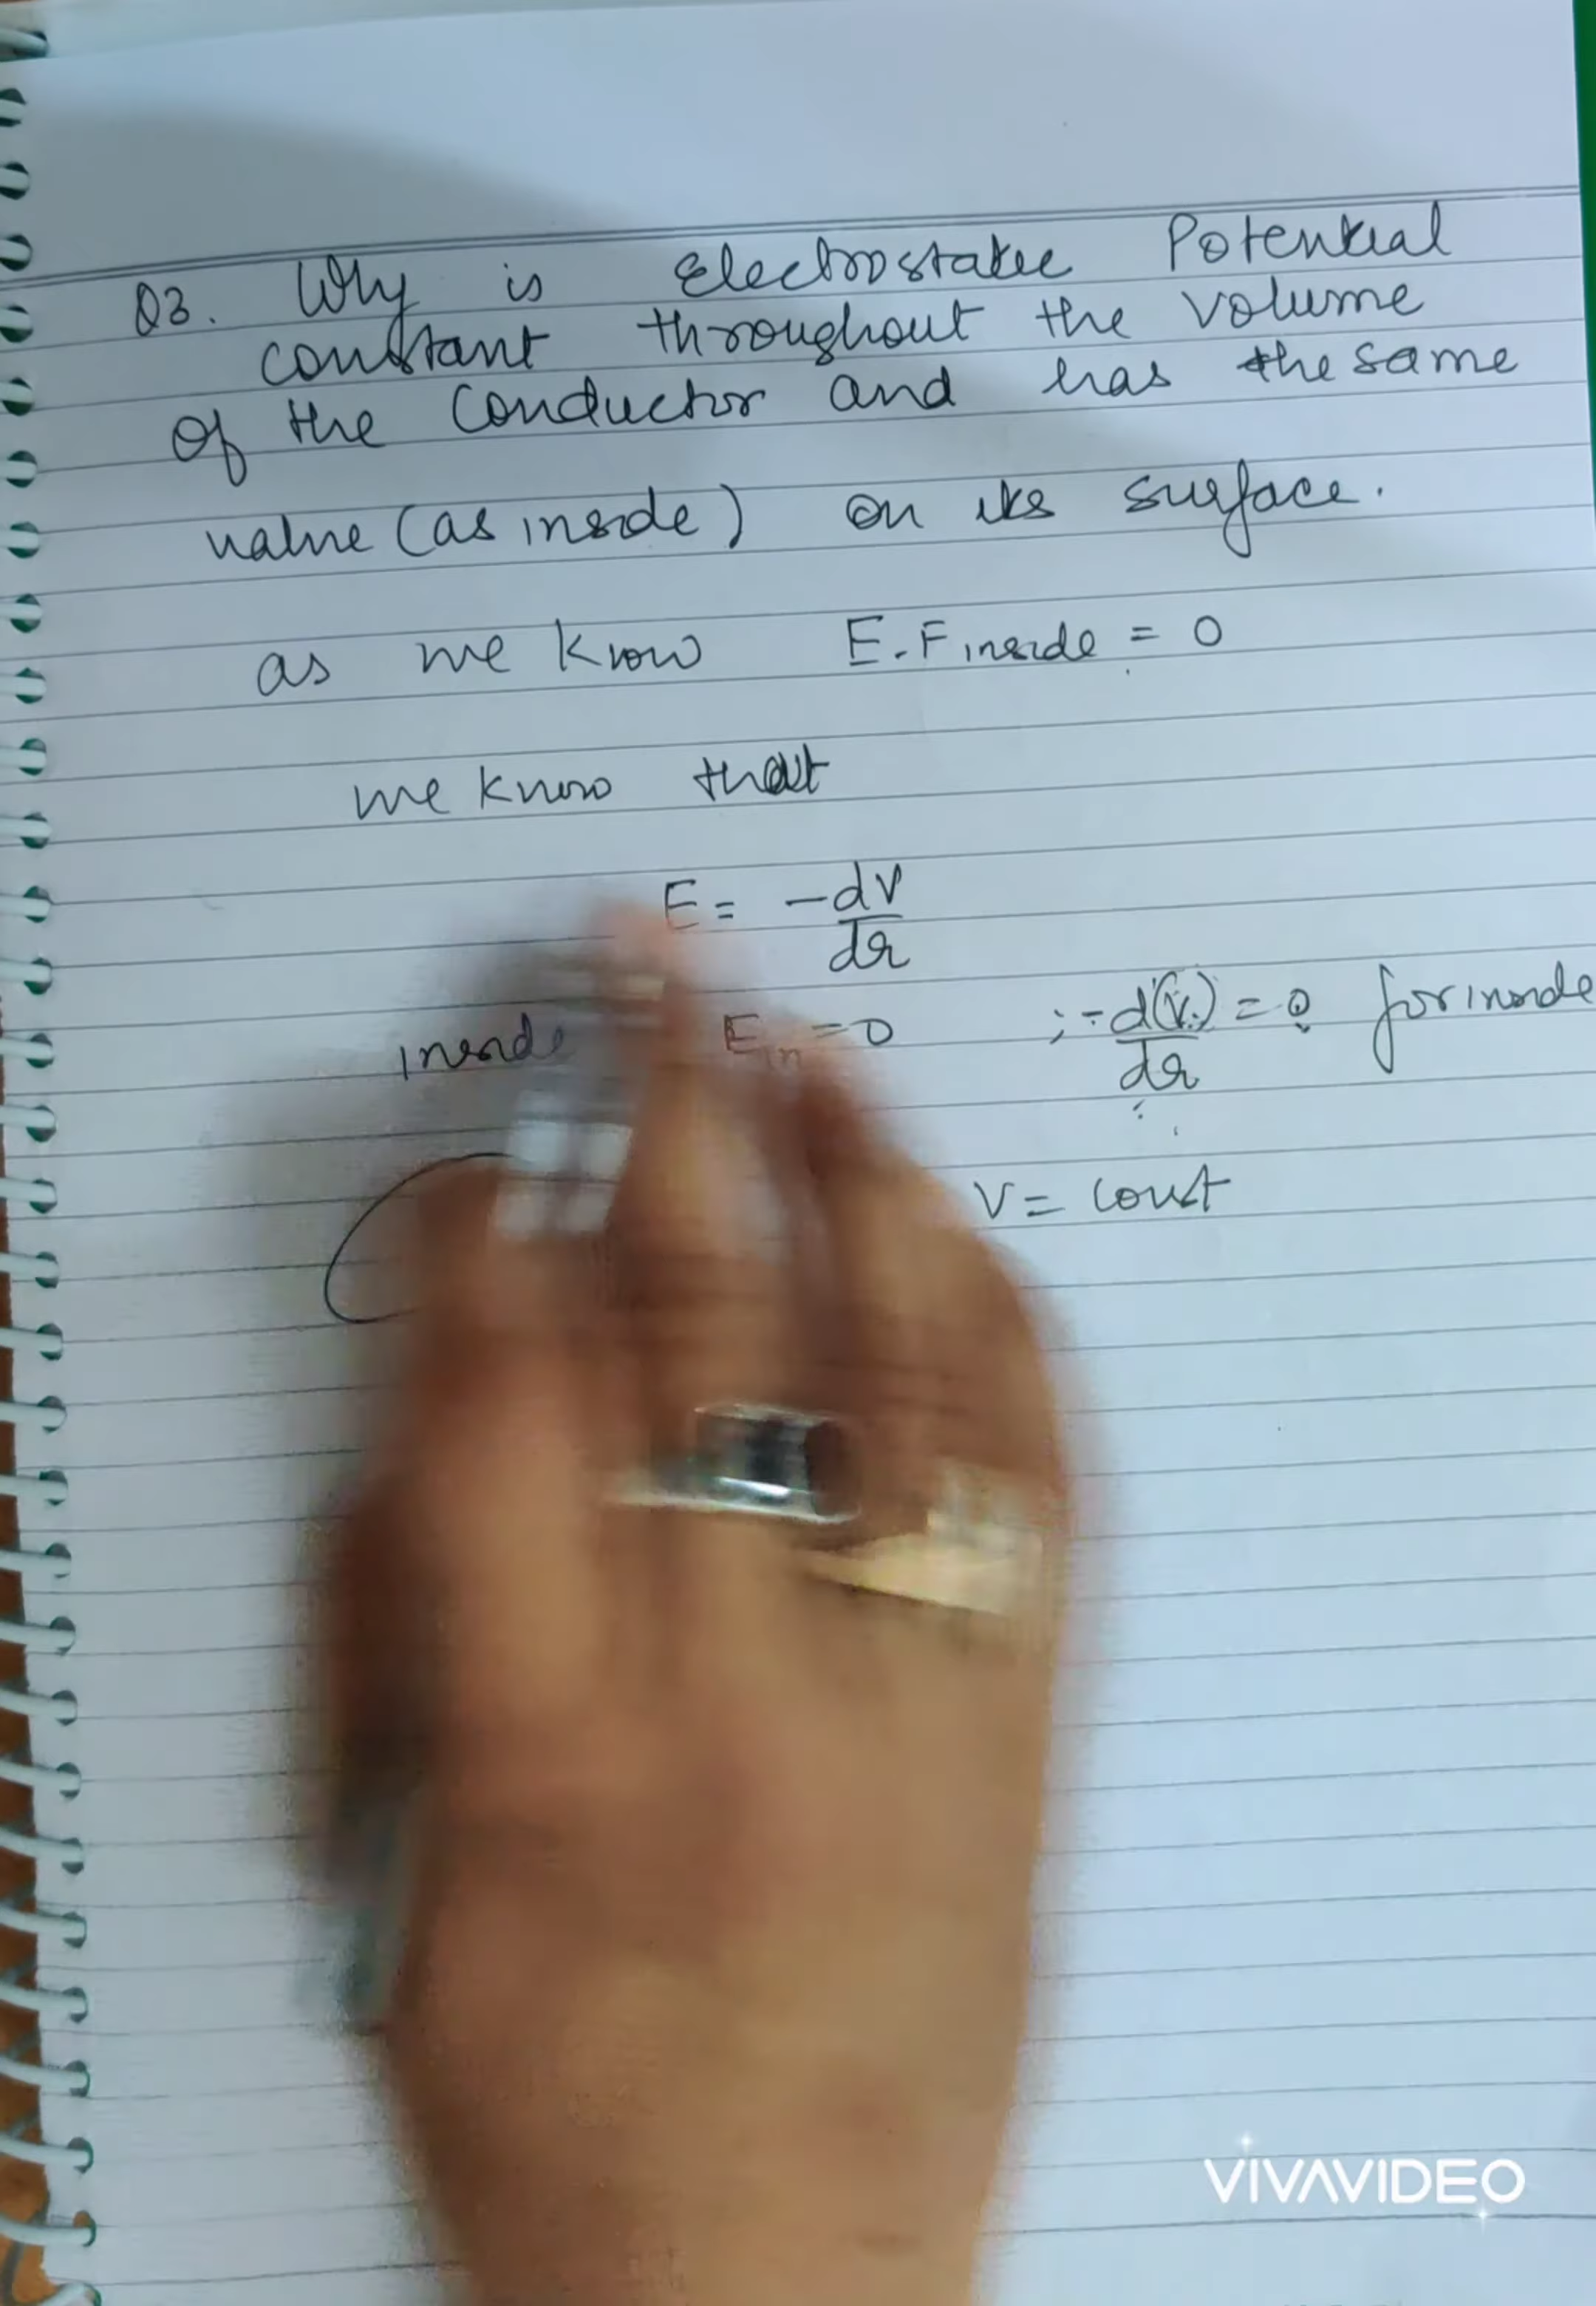 Q3. Why is Electrostatic Potential
constant throughout the volume
of the conductor and has the same
value (as inside) on its surface.
as we know E.F inside = 0
we know that
E = -dV
dr
inside E in = 0 ; -d(V.) = 0 for inside
dr
V = const
VIVAVIDEO